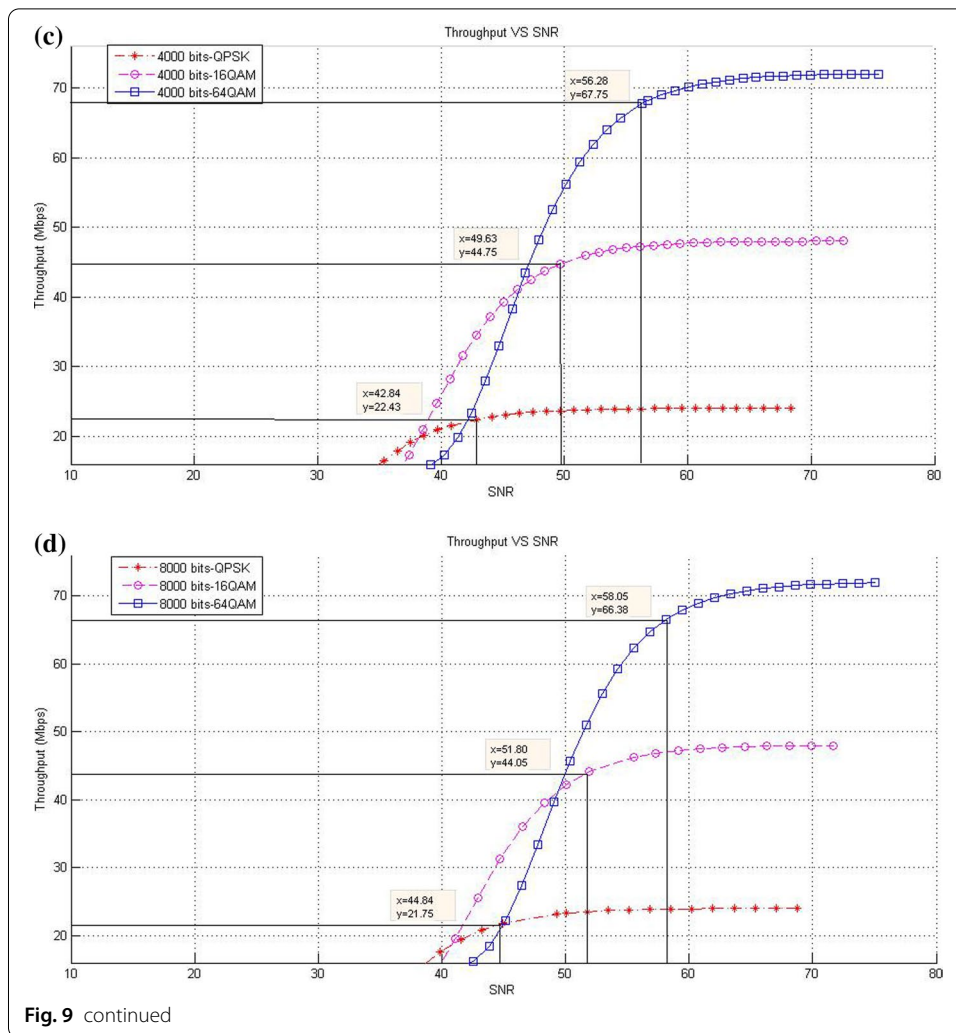 (c)
Throughput VS SNR
4000 bits-QPSK
4000 bits-16QAM
4000 bits-64QAM
x=56.28
y=67.75
x=49.63
y=44.75
x=42.84
y=22.43
Throughput (Mbps)
70
60
50
40
30
20
10 20 30 40 50 60 70 80
SNR
(d)
Throughput VS SNR
8000 bits-QPSK
8000 bits-16QAM
8000 bits-64QAM
x=58.05
y=66.38
x=51.80
y=44.05
x=44.84
y=21.75
Throughput (Mbps)
70
60
50
40
30
20
10 20 30 40 50 60 70 80
SNR
Fig. 9 continued